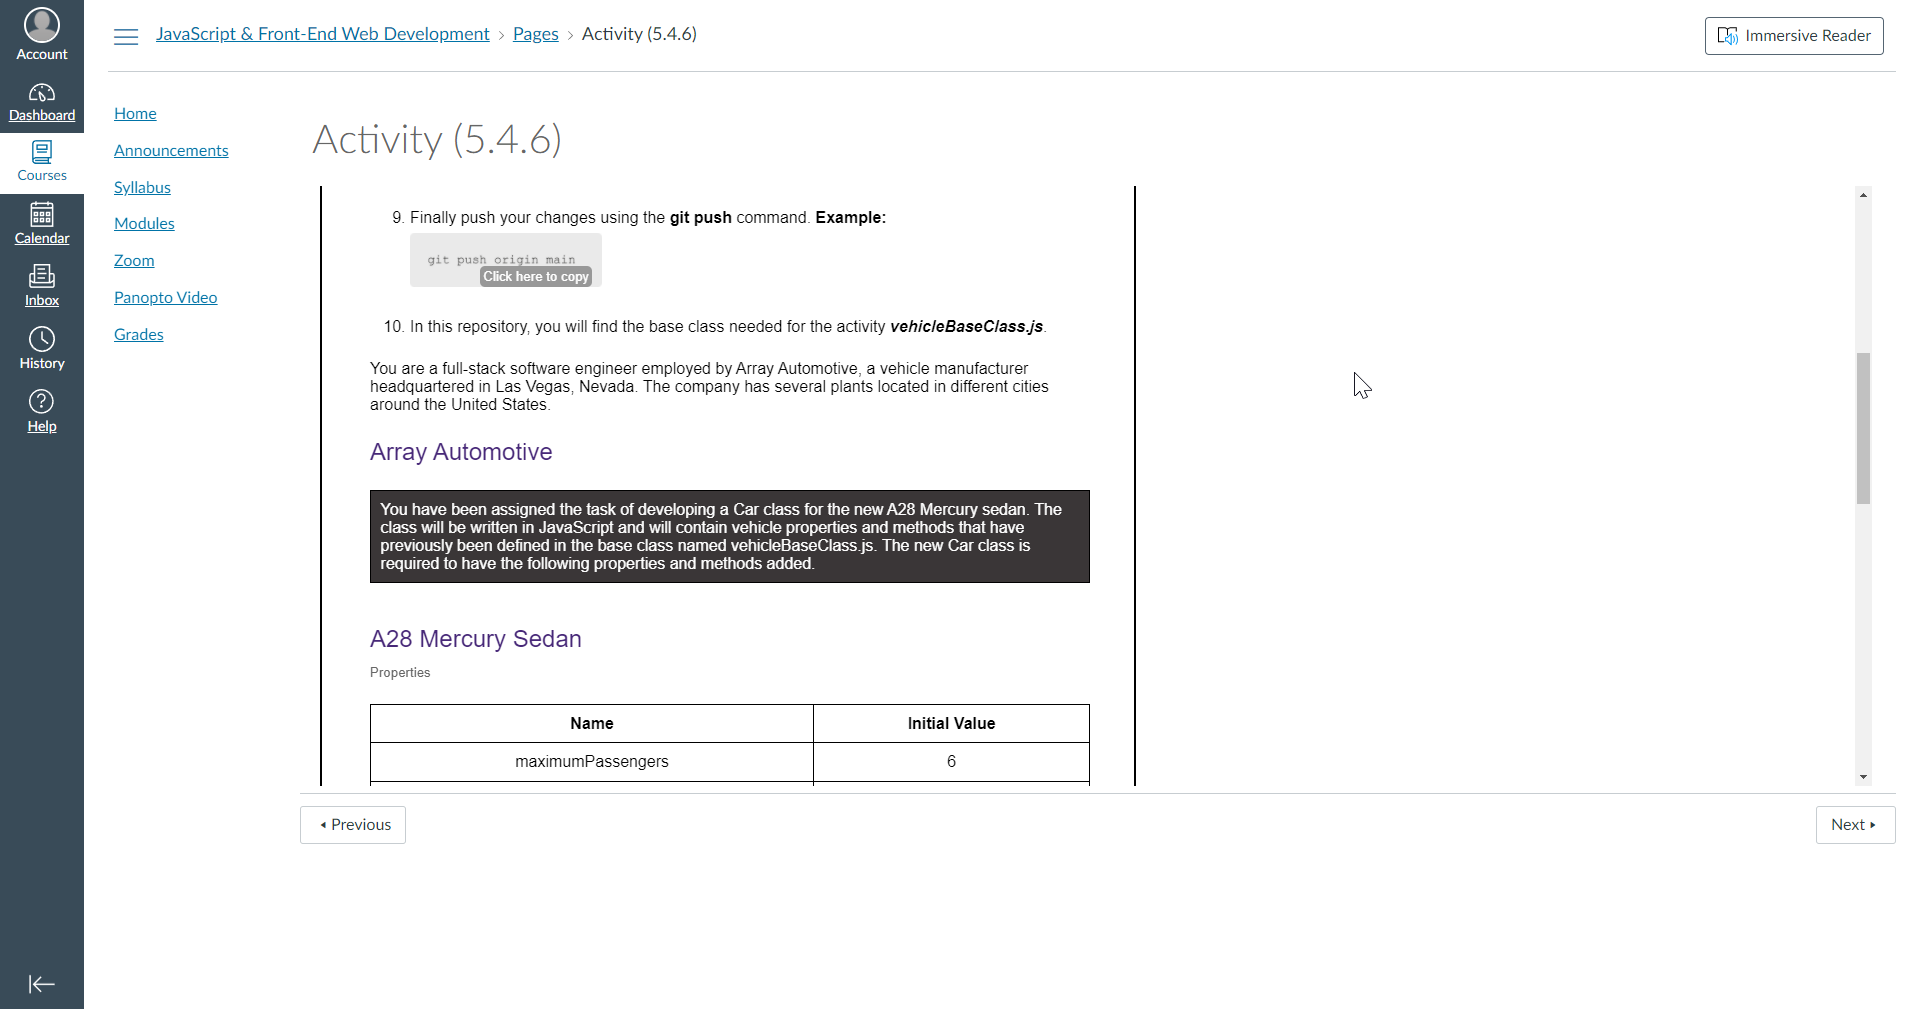 Account
Dashboard
Courses
Calendar
Inbox
History
Help
JavaScript & Front-End Web Development › Pages › Activity (5.4.6)
Immersive Reader
Home
Announcements
Syllabus
Modules
Zoom
Panopto Video
Grades
Activity (5.4.6)
9. Finally push your changes using the git push command. Example:
git push origin main
Click here to copy
10. In this repository, you will find the base class needed for the activity vehicleBaseClass.js.
You are a full-stack software engineer employed by Array Automotive, a vehicle manufacturer
headquartered in Las Vegas, Nevada. The company has several plants located in different cities
around the United States.
Array Automotive
You have been assigned the task of developing a Car class for the new A28 Mercury sedan. The
class will be written in JavaScript and will contain vehicle properties and methods that have
previously been defined in the base class named vehicleBaseClass.js. The new Car class is
required to have the following properties and methods added.
A28 Mercury Sedan
Properties
Name Initial Value
maximumPassengers 6
Previous
Next